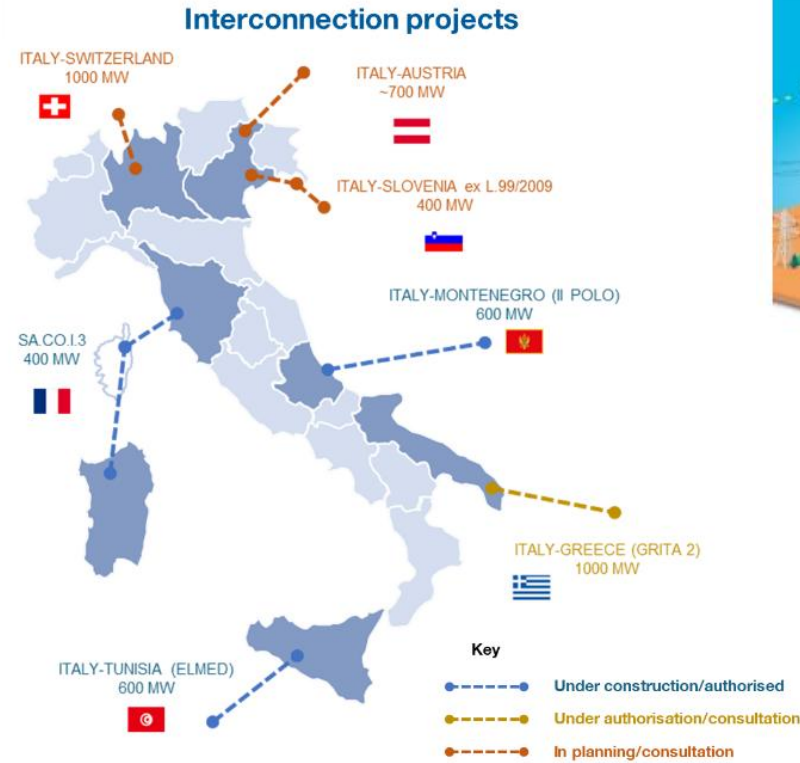 Interconnection projects
ITALY-SWITZERLAND
1000 MW
ITALY-AUSTRIA
~700 MW
ITALY-SLOVENIA ex L.99/2009
400 MW
ITALY-MONTENEGRO (II POLO)
600 MW
SA.CO.I.3
400 MW
ITALY-GREECE (GRITA 2)
1000 MW
ITALY-TUNISIA (ELMED)
600 MW
Key
Under construction/authorised
Under authorisation/consultation
In planning/consultation